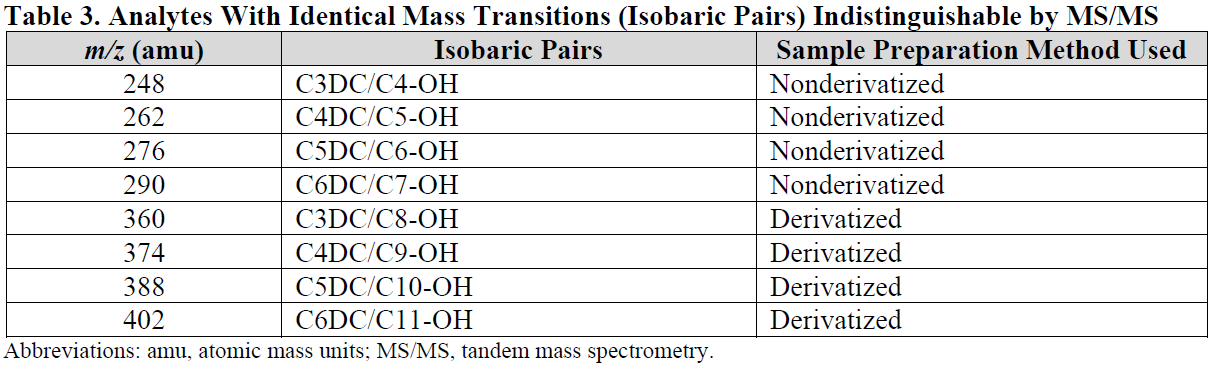 Table 3. Analytes With Identical Mass Transitions (Isobaric Pairs) Indistinguishable by MS/MS
m/z (amu) Isobaric Pairs Sample Preparation Method Used
248 C3DC/C4-OH Nonderivatized
262 C4DC/C5-OH Nonderivatized
276 C5DC/C6-OH Nonderivatized
290 C6DC/C7-OH Nonderivatized
360 C3DC/C8-OH Derivatized
374 C4DC/C9-OH Derivatized
388 C5DC/C10-OH Derivatized
402 C6DC/C11-OH Derivatized
Abbreviations: amu, atomic mass units; MS/MS, tandem mass spectrometry.